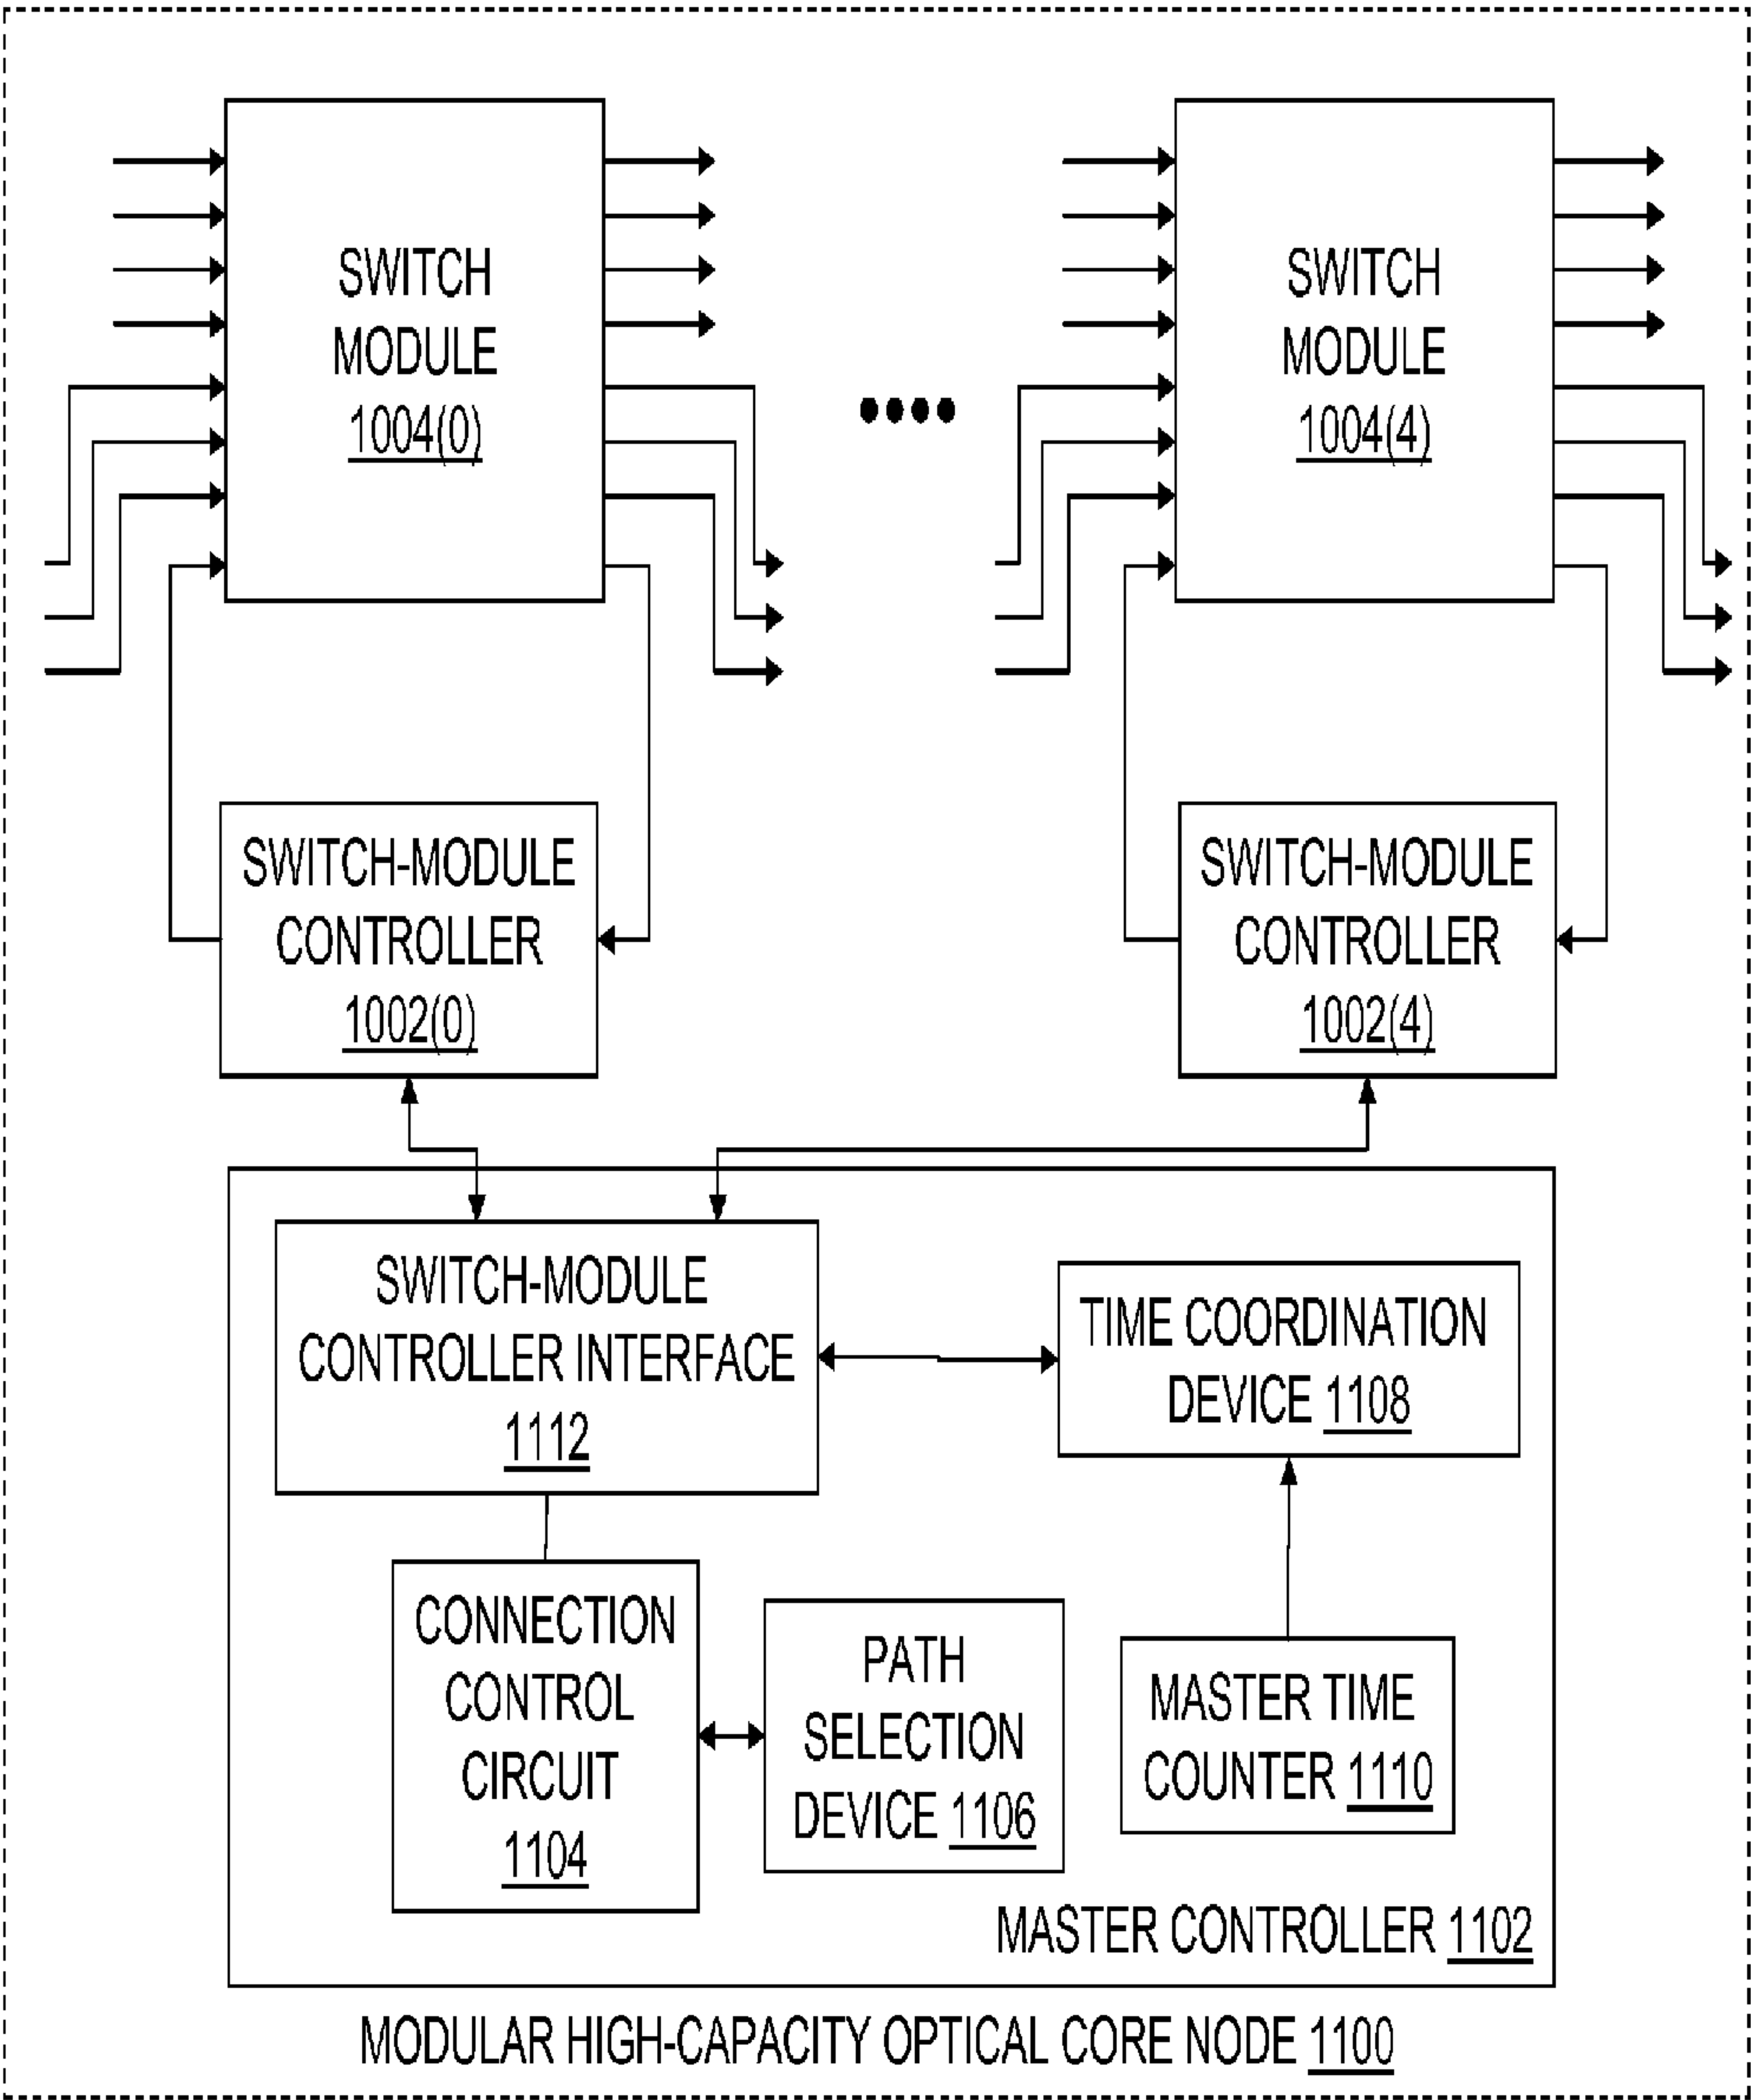 SWITCH
MODULE
1004(0)
SWITCH
MODULE
1004(4)
SWITCH-MODULE
CONTROLLER
1002(0)
SWITCH-MODULE
CONTROLLER
1002(4)
SWITCH-MODULE
CONTROLLER INTERFACE
1112
TIME COORDINATION
DEVICE 1108
CONNECTION
CONTROL
CIRCUIT
1104
PATH
SELECTION
DEVICE 1106
MASTER TIME
COUNTER 1110
MASTER CONTROLLER 1102
MODULAR HIGH-CAPACITY OPTICAL CORE NODE 1100